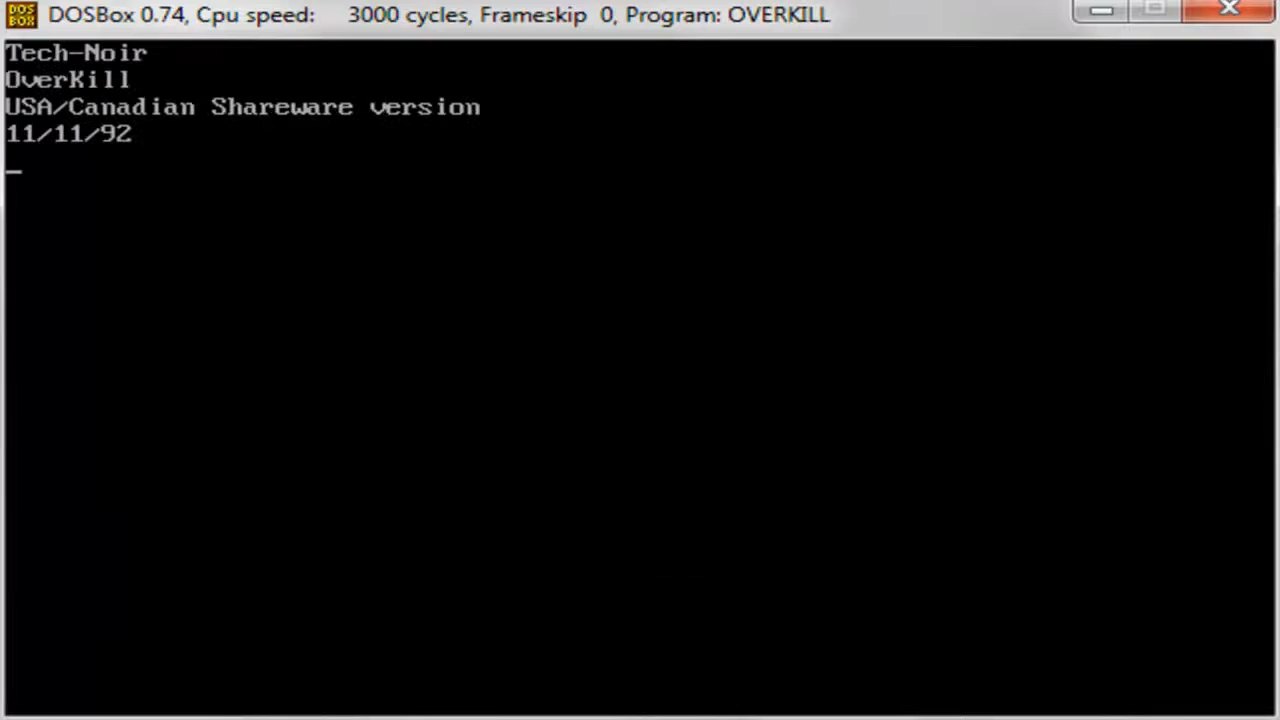 DOSBox 0.74, Cpu speed: 3000 cycles, Frameskip 0, Program: OVERKILL
Tech-Noir
OverKill
USA/Canadian Shareware version
11/11/92